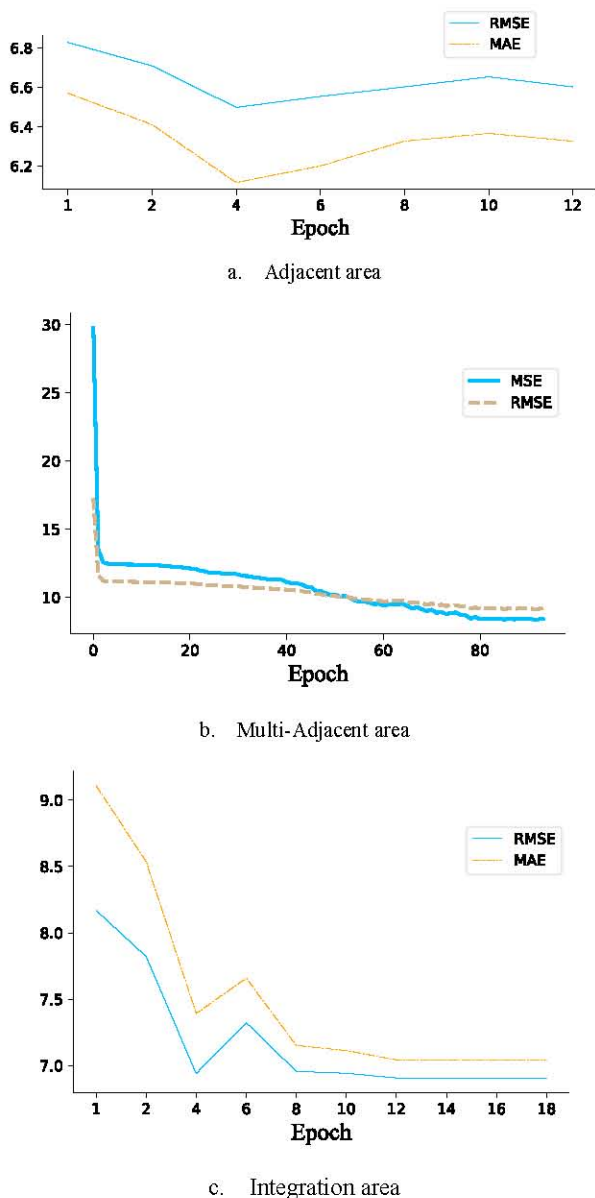 RMSE
MAE
6.8
6.6
6.4
6.2
1 2 4 6 8 10 12
Epoch
a. Adjacent area
30
25
20
15
10
MSE
RMSE
0 20 40 60 80
Epoch
b. Multi-Adjacent area
9.0
8.5
8.0
7.5
7.0
RMSE
MAE
1 2 4 6 8 10 12 14 16 18
Epoch
c. Integration area